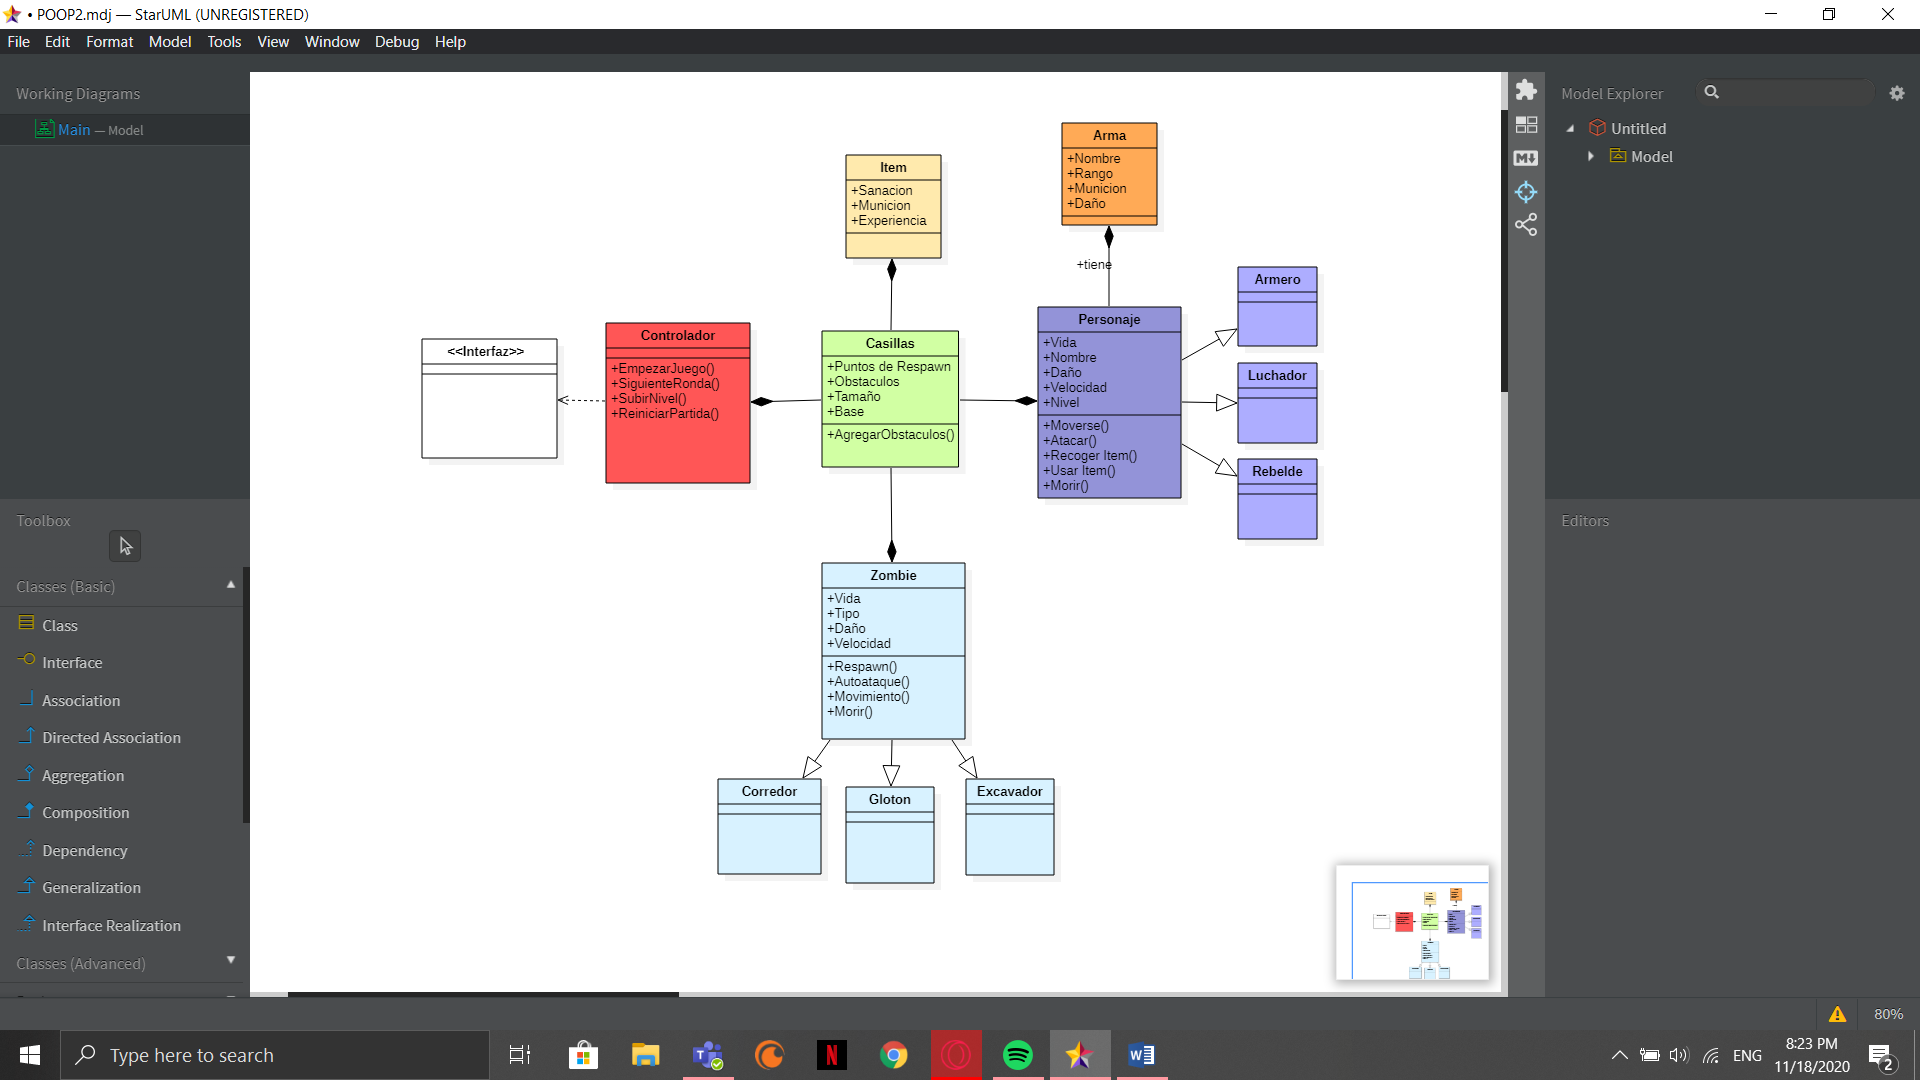 • POOP2.mdj — StarUML (UNREGISTERED)
File Edit Format Model Tools View Window Debug Help
Working Diagrams
Main — Model
Toolbox
Classes (Basic)
Class
Interface
Association
Directed Association
Aggregation
Composition
Dependency
Generalization
Interface Realization
Classes (Advanced)
Item
+Sanacion
+Municion
+Experiencia
Arma
+Nombre
+Rango
+Municion
+Daño
+tiene
<<Interfaz>>
Controlador
+EmpezarJuego()
+SiguienteRonda()
+SubirNivel()
+ReiniciarPartida()
Casillas
+Puntos de Respawn
+Obstaculos
+Tamaño
+Base
+AgregarObstaculos()
Personaje
+Vida
+Nombre
+Daño
+Velocidad
+Nivel
+Moverse()
+Atacar()
+Recoger Item()
+Usar Item()
+Morir()
Armero
Luchador
Rebelde
Zombie
+Vida
+Tipo
+Daño
+Velocidad
+Respawn()
+Autoataque()
+Movimiento()
+Morir()
Corredor
Gloton
Excavador
M
Model Explorer
Untitled
Model
Editors
80%
Type here to search
T
N
W
ENG
8:23 PM
11/18/2020
2